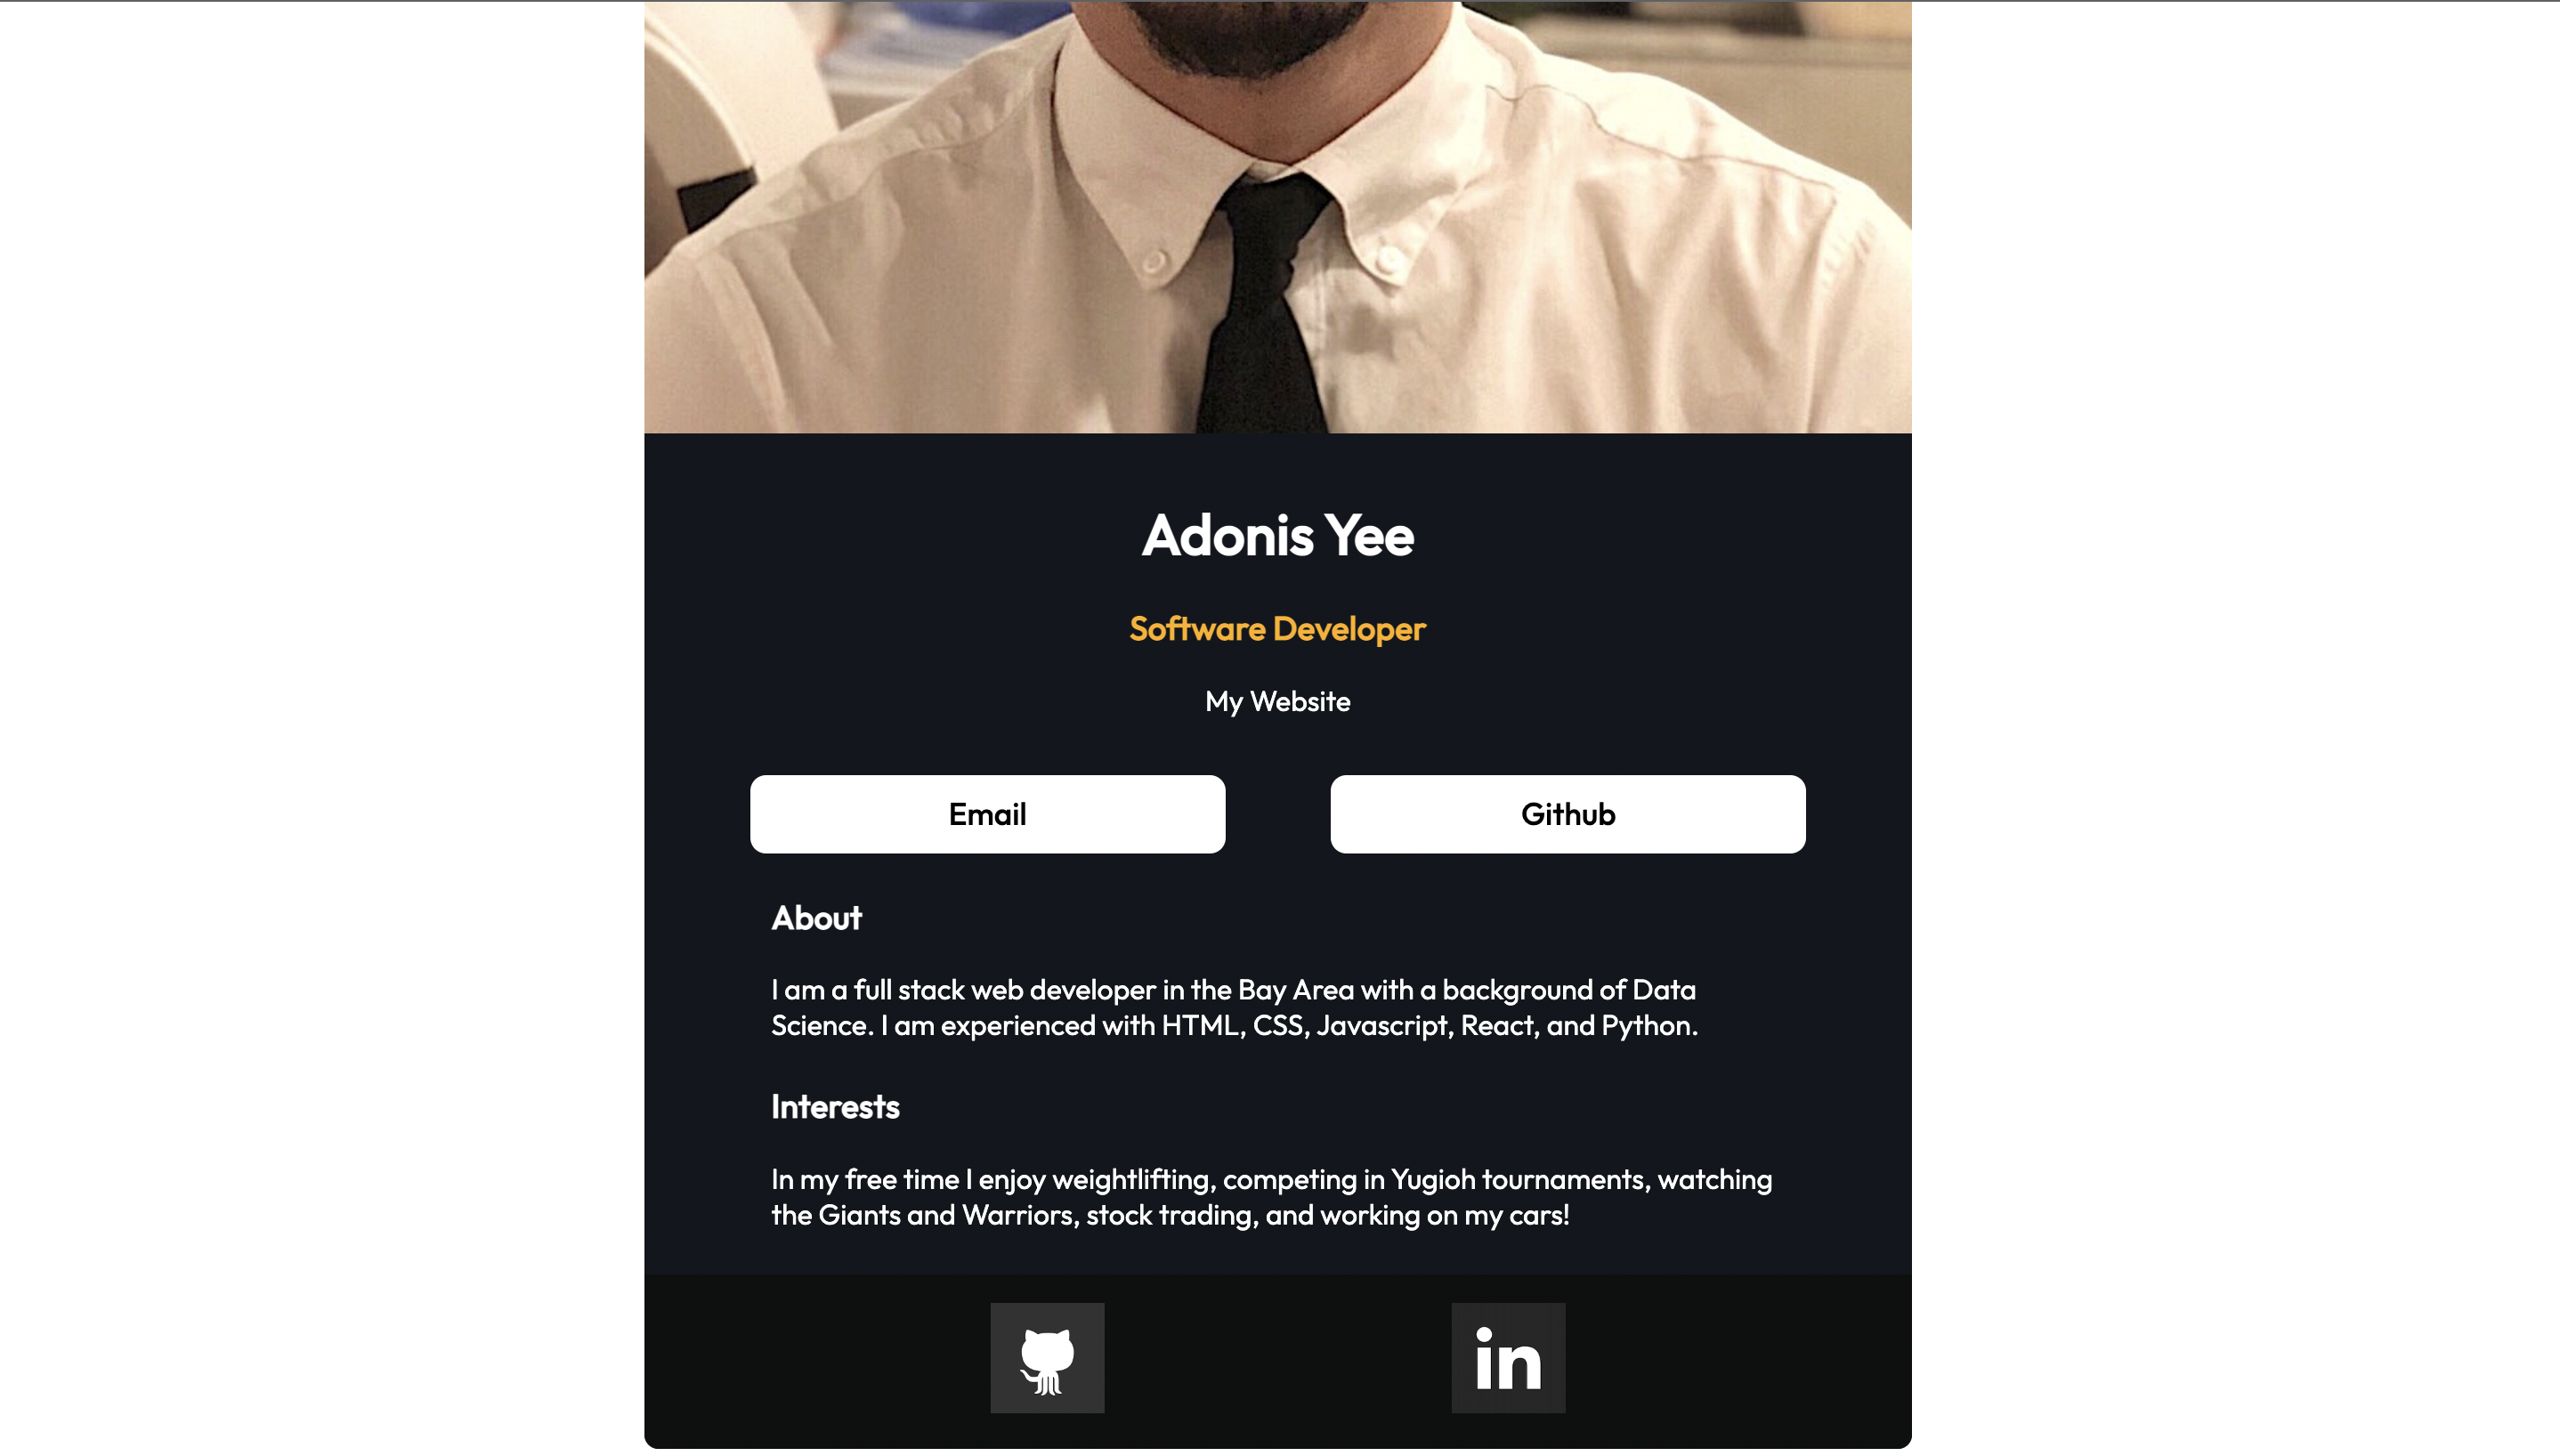 Adonis Yee
Software Developer
My Website
Email
Github
About
I am a full stack web developer in the Bay Area with a background of Data
Science. I am experienced with HTML, CSS, Javascript, React, and Python.
Interests
In my free time I enjoy weightlifting, competing in Yugioh tournaments, watching
the Giants and Warriors, stock trading, and working on my cars!
in